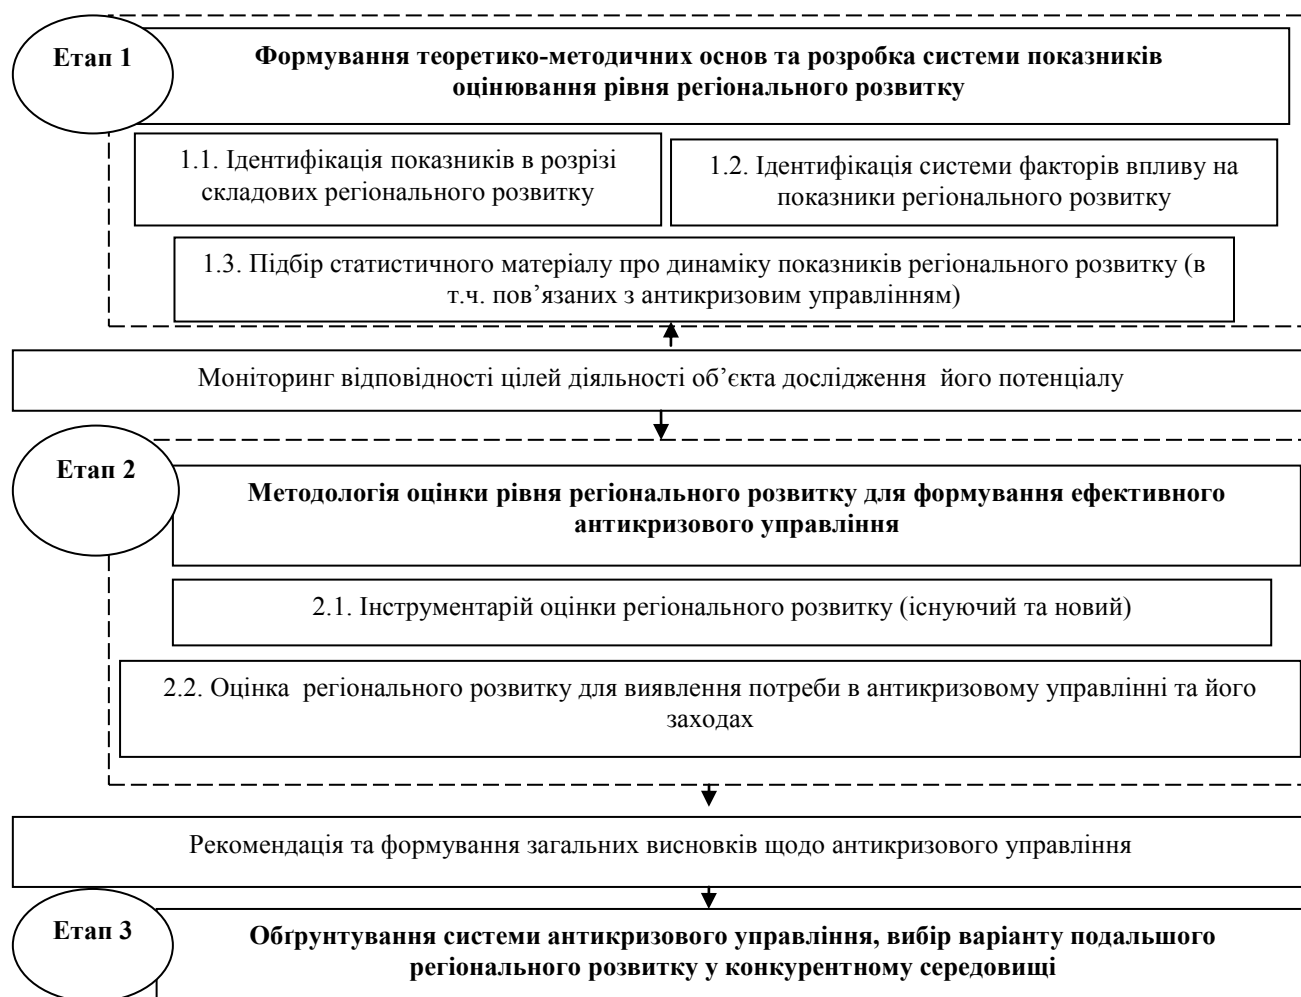 Етап 1
Формування теоретико-методичних основ та розробка системи показників
оцінювання рівня регіонального розвитку
1.1. Ідентифікація показників в розрізі
складових регіонального розвитку
1.2. Ідентифікація системи факторів впливу на
показники регіонального розвитку
1.3. Підбір статистичного матеріалу про динаміку показників регіонального розвитку (в
т.ч. пов’язаних з антикризовим управлінням)
Моніторинг відповідності цілей діяльності об’єкта дослідження його потенціалу
Етап 2
Методологія оцінки рівня регіонального розвитку для формування ефективного
антикризового управління
2.1. Інструментарій оцінки регіонального розвитку (існуючий та новий)
2.2. Оцінка регіонального розвитку для виявлення потреби в антикризовому управлінні та його
заходах
Рекомендація та формування загальних висновків щодо антикризового управління
Етап 3
Обґрунтування системи антикризового управління, вибір варіанту подальшого
регіонального розвитку у конкурентному середовищі